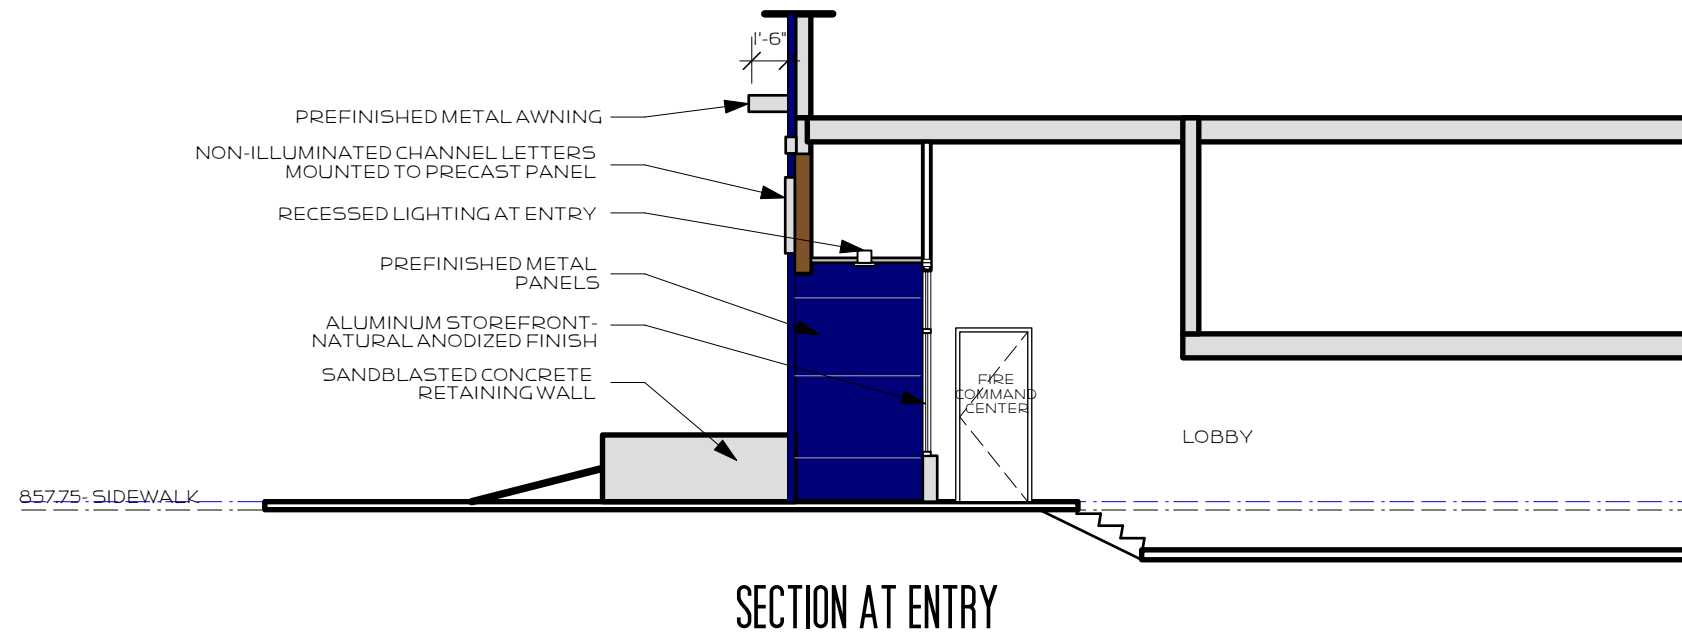 1'-6"
PREFINISHED METAL AWNING
NON-ILLUMINATED CHANNEL LETTERS
MOUNTED TO PRECAST PANEL
RECESSED LIGHTING AT ENTRY
PREFINISHED METAL
PANELS
ALUMINUM STOREFRONT-
NATURAL ANODIZED FINISH
SANDBLASTED CONCRETE
RETAINING WALL
FIRE
COMMAND
CENTER
LOBBY
857.75- SIDEWALK
SECTION AT ENTRY